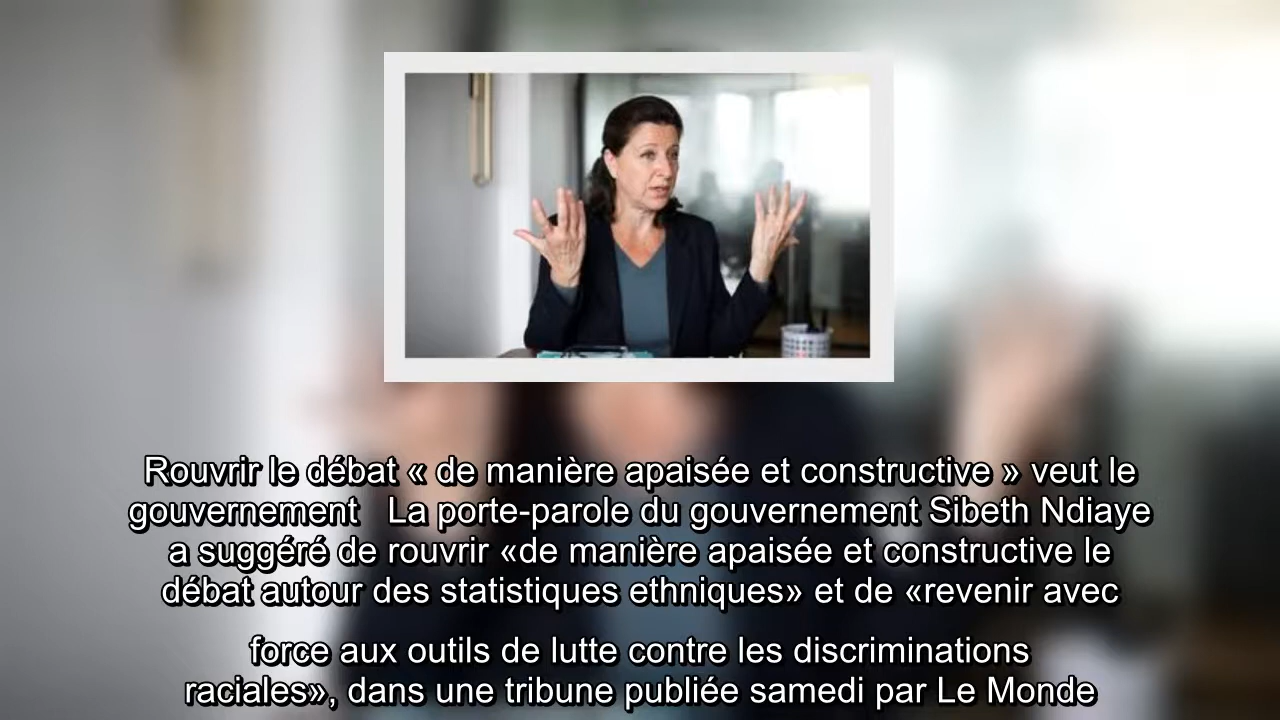 Rouvrir le débat « de manière apaisée et constructive » veut le
gouvernement   La porte-parole du gouvernement Sibeth Ndiaye
a suggéré de rouvrir «de manière apaisée et constructive le
débat autour des statistiques ethniques» et de «revenir avec
force aux outils de lutte contre les discriminations
raciales», dans une tribune publiée samedi par Le Monde